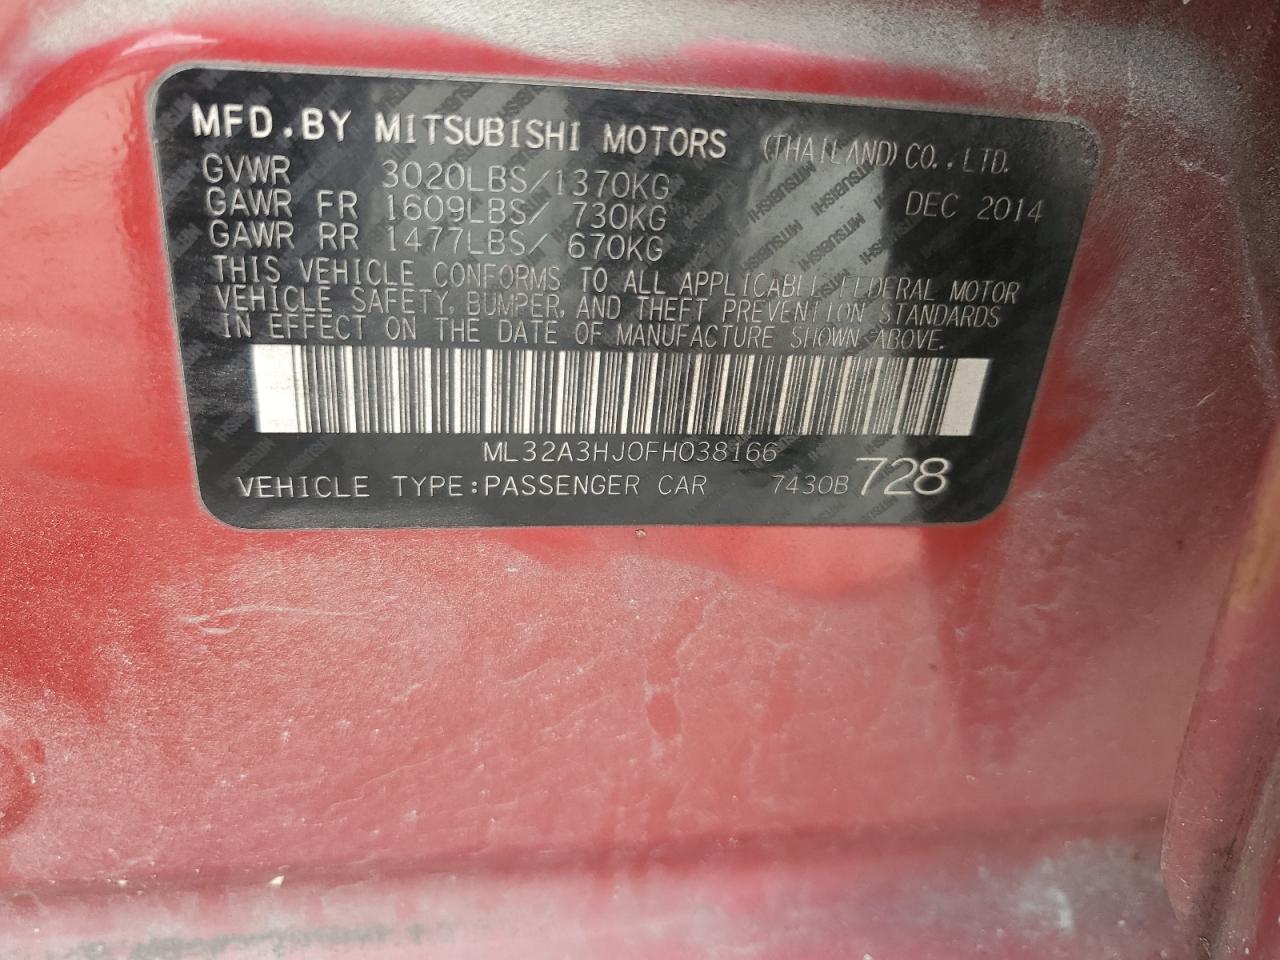 MFD.BY MITSUBISHI MOTORS (THAILAND) CO., LTD.
GVWR 3020LBS/1370KG
GAWR FR 1609LBS/ 730KG DEC 2014
GAWR RR 1477LBS/ 670KG
THIS VEHICLE CONFORMS TO ALL APPLICABLE FEDERAL MOTOR
VEHICLE SAFETY, BUMPER, AND THEFT PREVENTION STANDARDS
IN EFFECT ON THE DATE OF MANUFACTURE SHOWN ABOVE.
ML32A3HJ0FH038166
VEHICLE TYPE:PASSENGER CAR 7430B 728